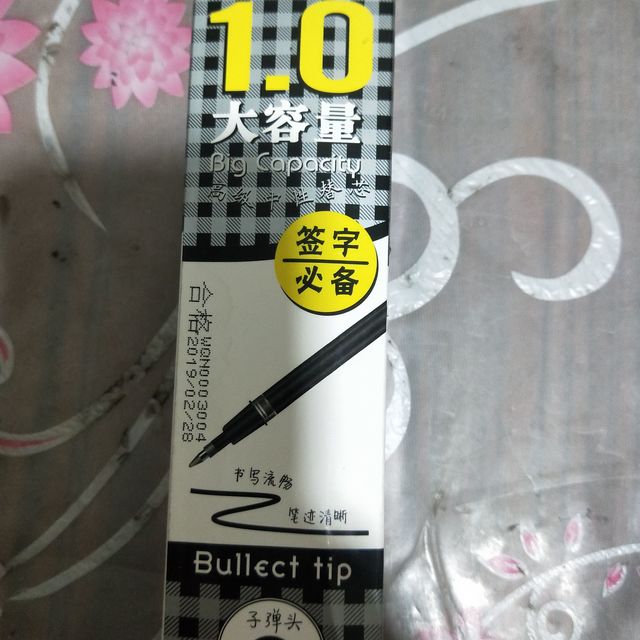 1.0
大容量
Big Capacity
高级中性替芯
签字
必备
合格 WQN0003004
2019/02/28
书写流畅
笔迹清晰
Bullect tip
子弹头